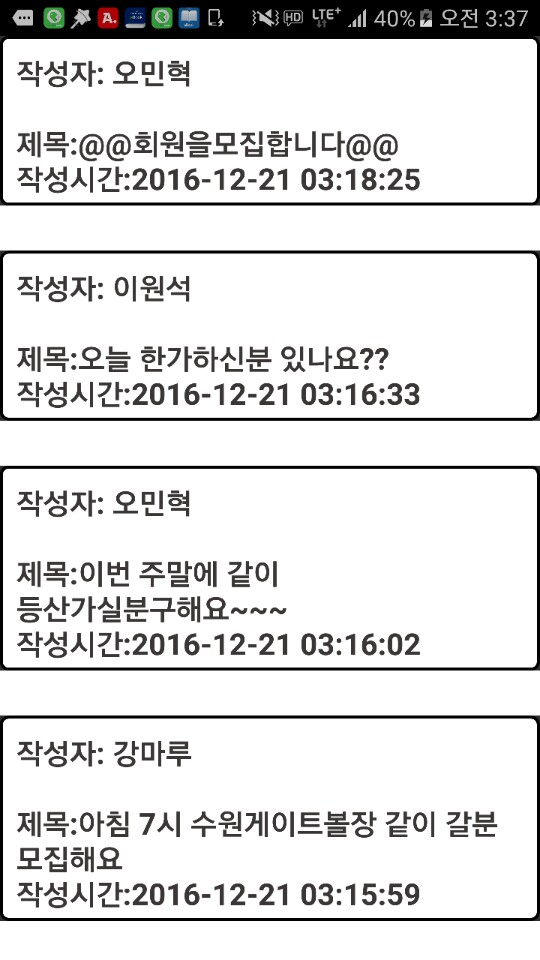 A. HD LTE+ 40% 오전 3:37
작성자: 오민혁
제목:@@회원을모집합니다@@
작성시간:2016-12-21 03:18:25
작성자: 이원석
제목:오늘 한가하신분 있나요??
작성시간:2016-12-21 03:16:33
작성자: 오민혁
제목:이번 주말에 같이
등산가실분구해요~~~
작성시간:2016-12-21 03:16:02
작성자: 강마루
제목:아침 7시 수원게이트볼장 같이 갈분
모집해요
작성시간:2016-12-21 03:15:59